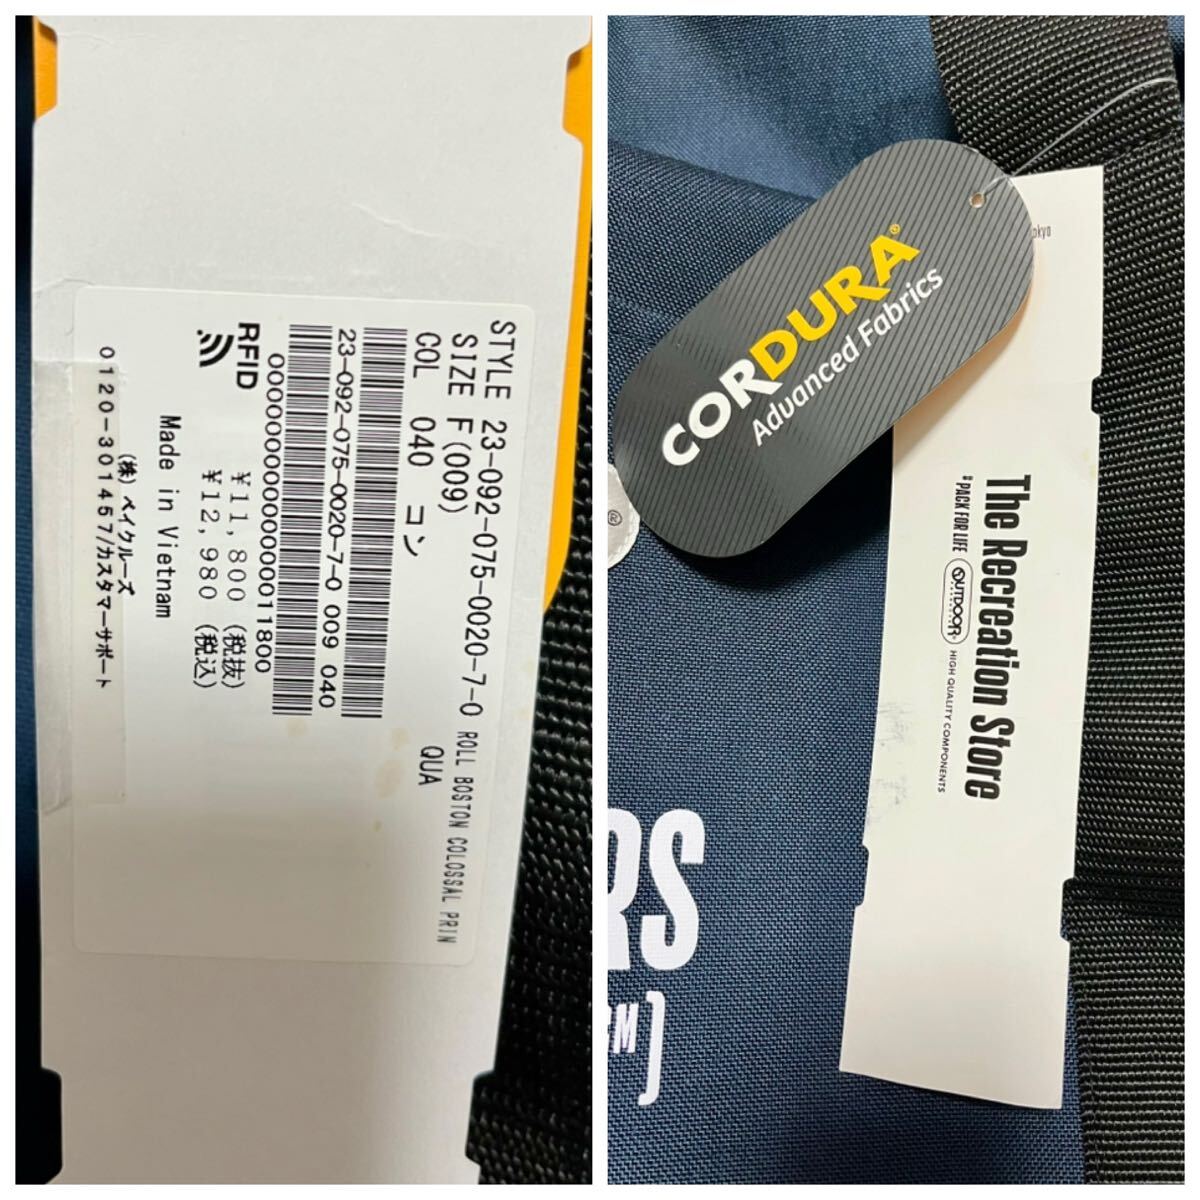 STYLE 23-092-075-0020-7-0 ROLL BOSTON COLOSSAL PRIN
SIZE F(009) QUA
COL 040 コン
23-092-075-0020-7-0 009 040
¥11,800 (税抜)
¥12,980 (税込)
RFID
Made in Vietnam
(株)ベイクルーズ
0120-301457/カスタマーサポート
CORDURA®
Advanced Fabrics
The Recreation Store
#PACK FOR LIFE
OUTDOOR
HIGH QUALITY COMPONENTS
®
RS